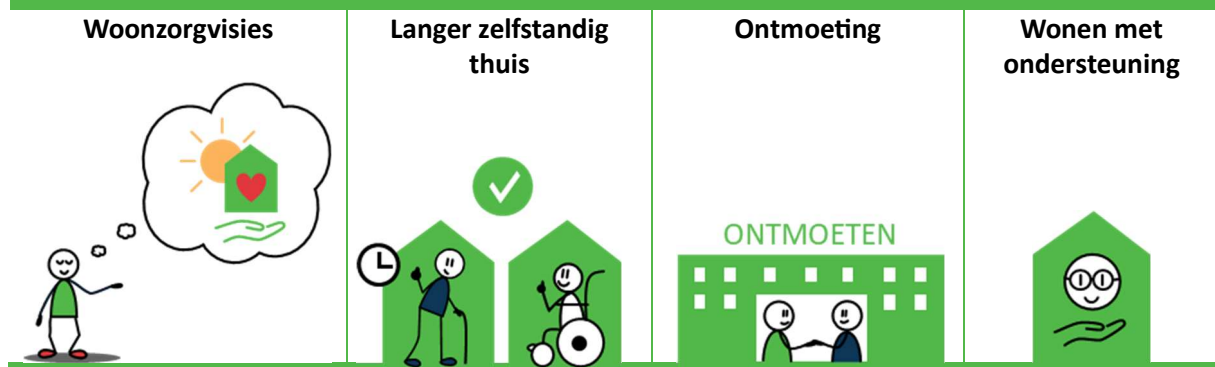 Woonzorgvisies
Langer zelfstandig
thuis
Ontmoeting
Wonen met
ondersteuning
ONTMOETEN